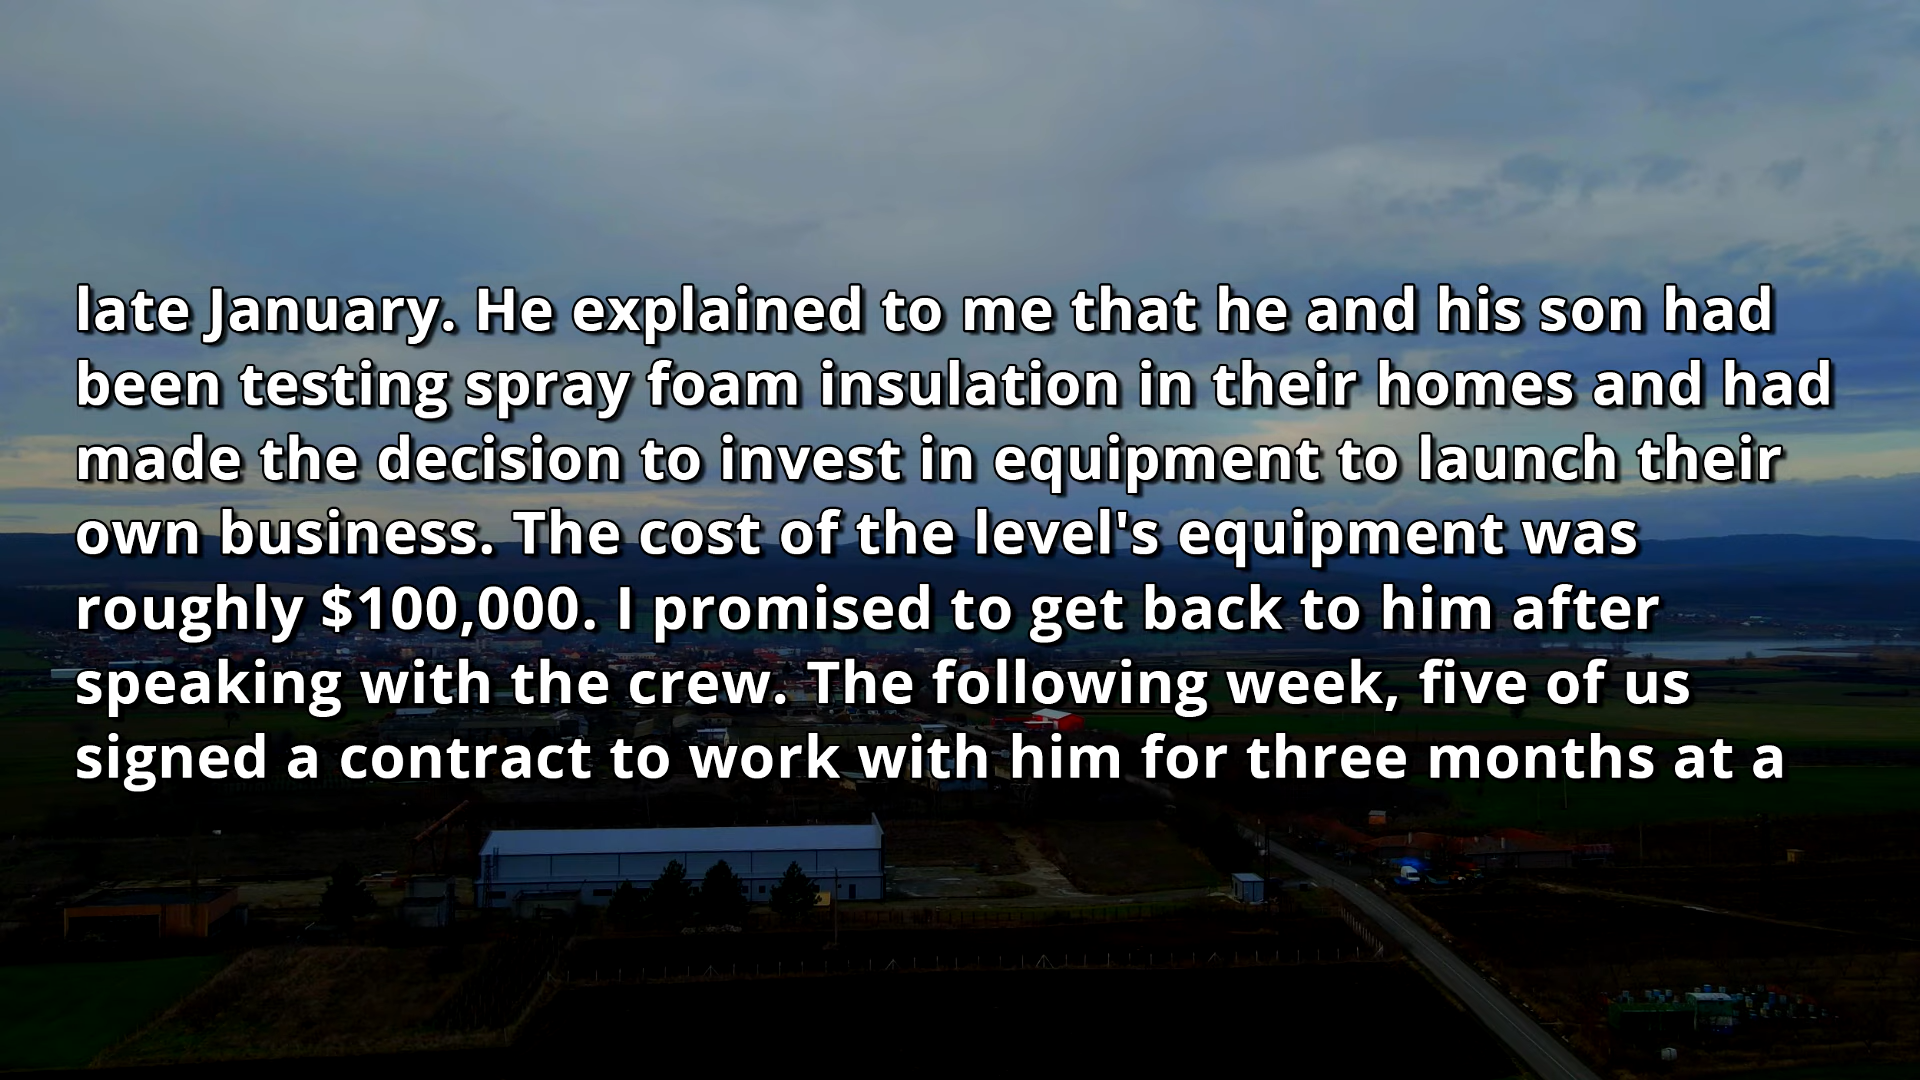 late January. He explained to me that he and his son had
been testing spray foam insulation in their homes and had
made the decision to invest in equipment to launch their
own business. The cost of the level's equipment was
roughly $100,000. I promised to get back to him after
speaking with the crew. The following week, five of us
signed a contract to work with him for three months at a